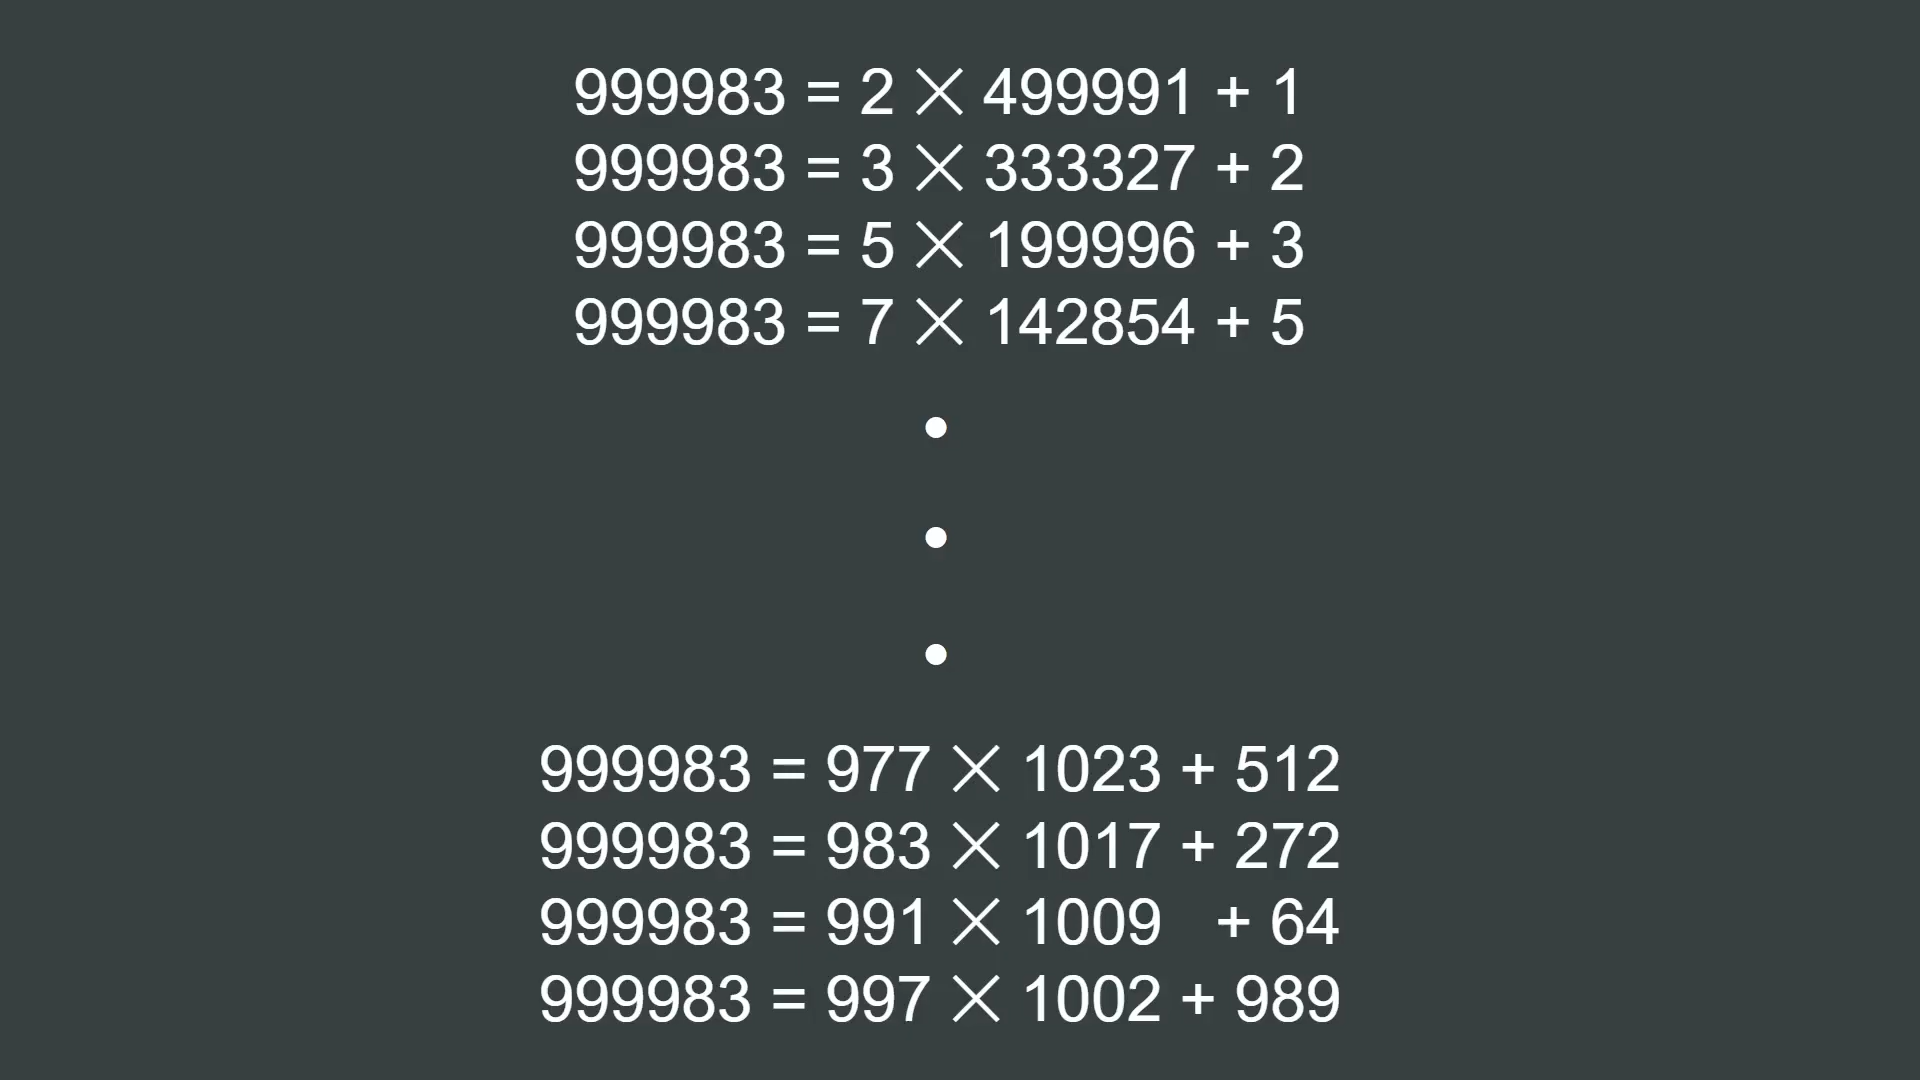 999983 = 2 × 499991 + 1
999983 = 3 × 333327 + 2
999983 = 5 × 199996 + 3
999983 = 7 × 142854 + 5
•
•
•
999983 = 977 × 1023 + 512
999983 = 983 × 1017 + 272
999983 = 991 × 1009 + 64
999983 = 997 × 1002 + 989